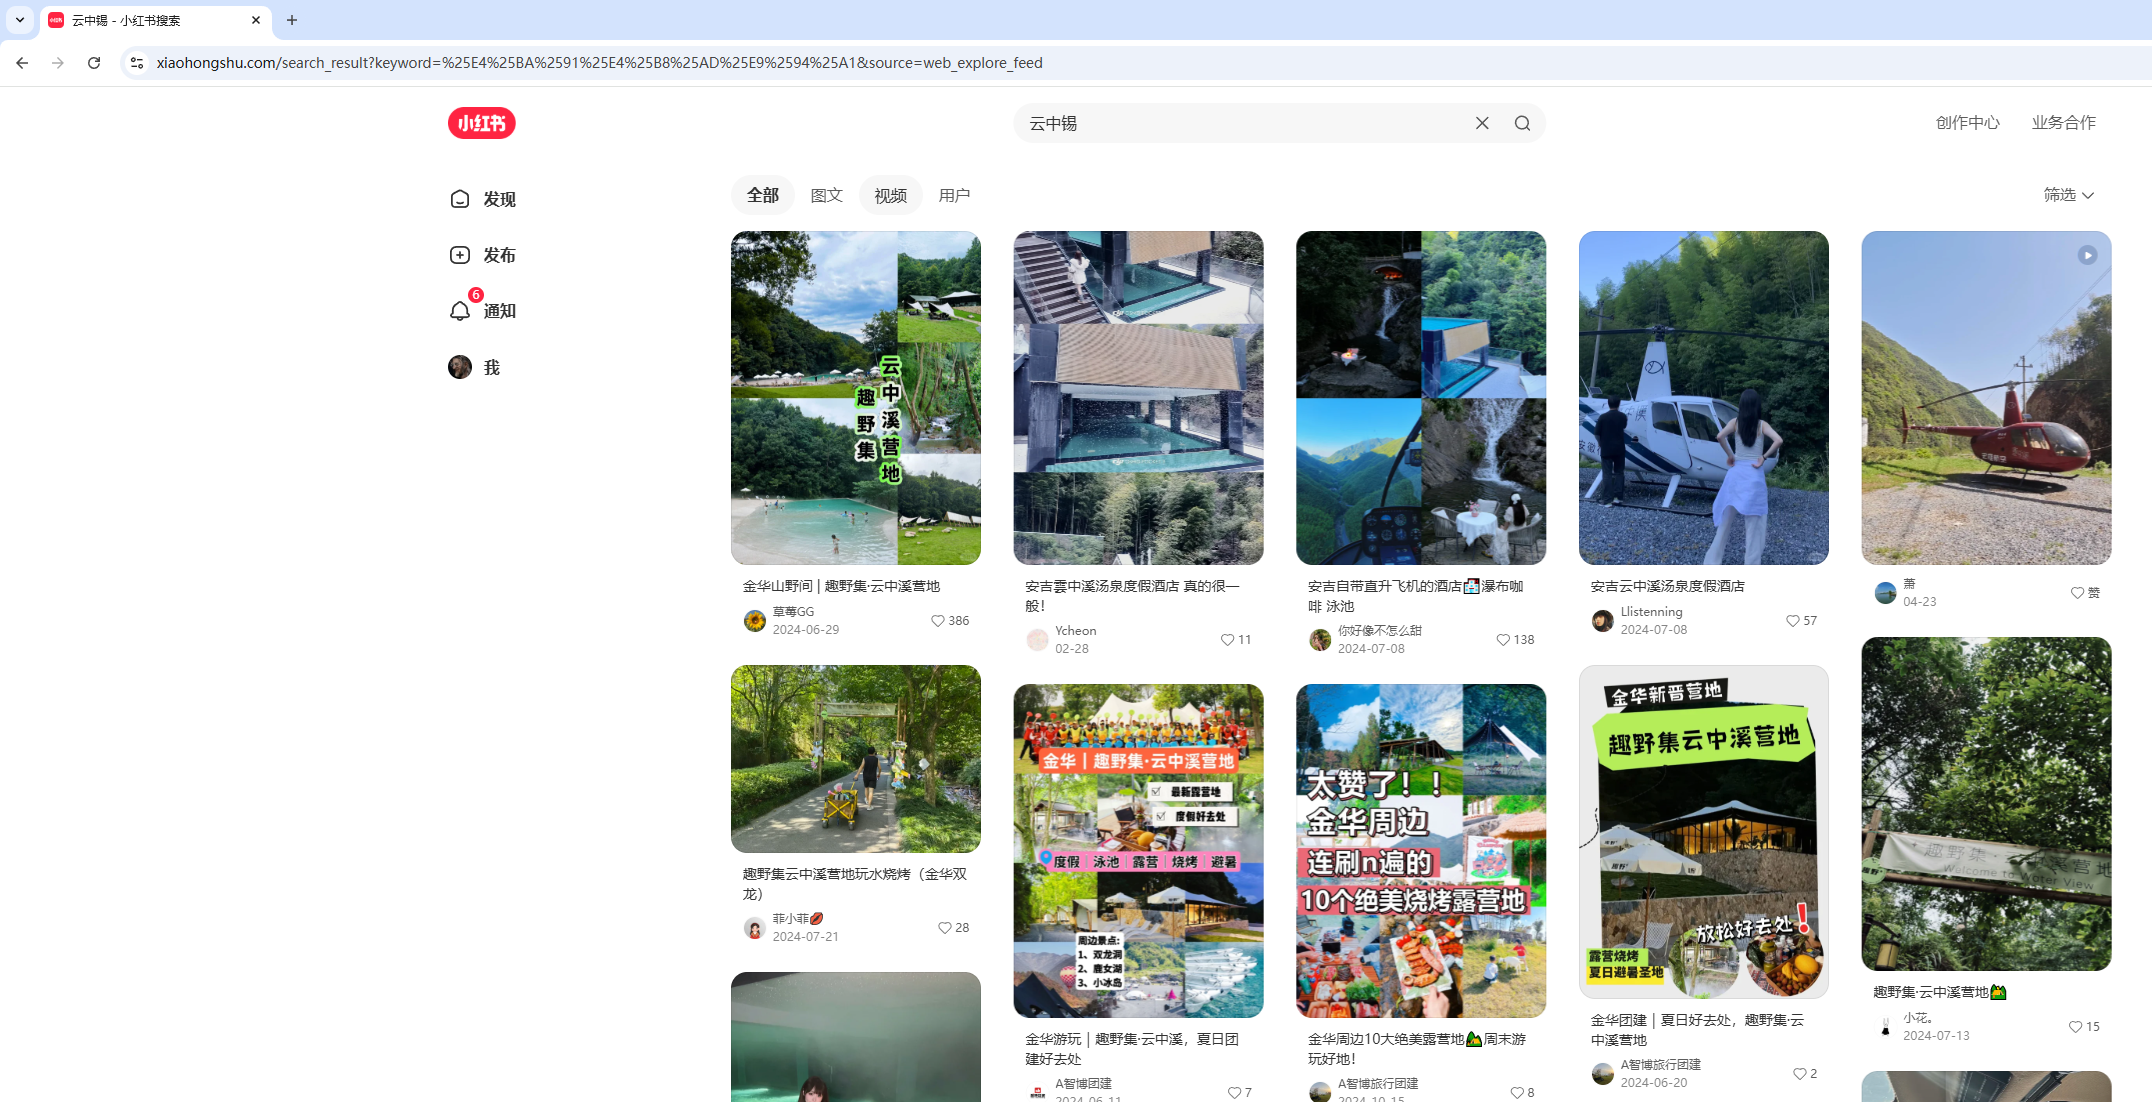 云中锡 - 小红书搜索
xiaohongshu.com/search_result?keyword=%25E4%25BA%2591%25E4%25B8%25AD%25E9%2594%25A1&source=web_explore_feed
小红书
云中锡
创作中心
业务合作
发现
发布
6
通知
我
全部
图文
视频
用户
筛选
云中溪营地
趣野集
金华山野间 | 趣野集·云中溪营地
草莓GG
2024-06-29
386
安吉雲中溪汤泉度假酒店 真的很一
般！
Ycheon
02-28
11
安吉自带直升飞机的酒店🏨瀑布咖
啡 泳池
你好像不怎么甜
2024-07-08
138
安吉云中溪汤泉度假酒店
Llistenning
2024-07-08
57
萧
04-23
赞
趣野集云中溪营地玩水烧烤（金华双
龙）
菲小菲
2024-07-21
28
金华｜趣野集·云中溪营地
最新露营地
度假好去处
度假｜泳池｜露营｜烧烤｜避暑
周边景点:
1、双龙洞
2、鹿女湖
3、小冰岛
金华游玩｜趣野集·云中溪，夏日团
建好去处
A智博团建
2024-06-11
7
太赞了！！
金华周边
连刷n遍的
10个绝美烧烤露营地
金华周边10大绝美露营地🏕️周末游
玩好地！
A智博旅行团建
2024-10-15
8
金华新晋营地
趣野集云中溪营地
放松好去处！
露营烧烤
夏日避暑圣地
金华团建｜夏日好去处，趣野集·云
中溪营地
A智博旅行团建
2024-06-20
2
趣野集·云中溪营地
Welcome to Water View
趣野集·云中溪营地🏕️
小花。
2024-07-13
15